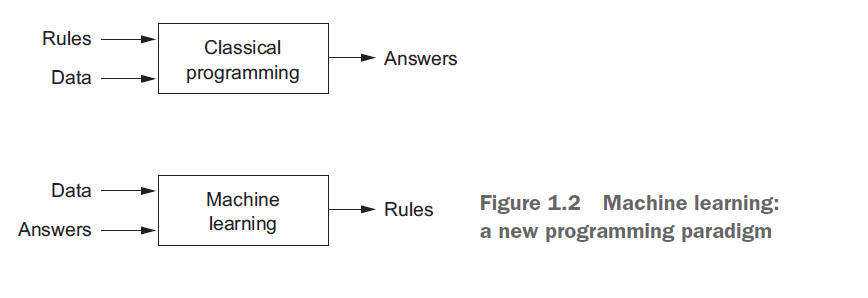 Rules
Data
Classical
programming
Answers
Data
Answers
Machine
learning
Rules
Figure 1.2 Machine learning:
a new programming paradigm